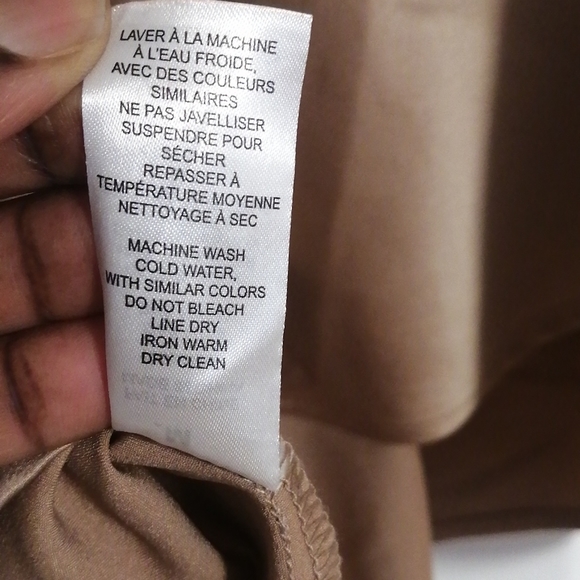 LAVER À LA MACHINE
À L'EAU FROIDE,
AVEC DES COULEURS
SIMILAIRES
NE PAS JAVELLISER
SUSPENDRE POUR
SÉCHER
REPASSER À
TEMPÉRATURE MOYENNE
NETTOYAGE À SEC
MACHINE WASH
COLD WATER,
WITH SIMILAR COLORS
DO NOT BLEACH
LINE DRY
IRON WARM
DRY CLEAN